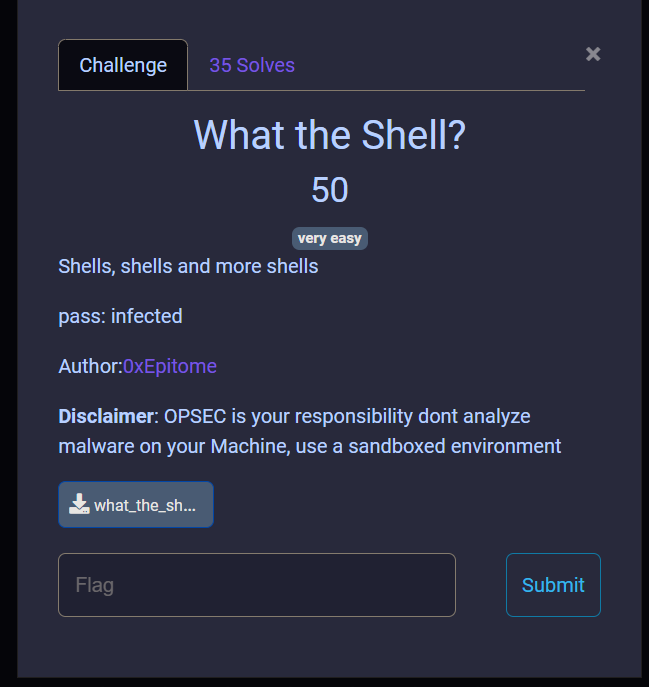 Challenge
35 Solves
×
What the Shell?
50
very easy
Shells, shells and more shells
pass: infected
Author:0xEpitome
Disclaimer: OPSEC is your responsibility dont analyze
malware on your Machine, use a sandboxed environment
what_the_sh...
Flag
Submit